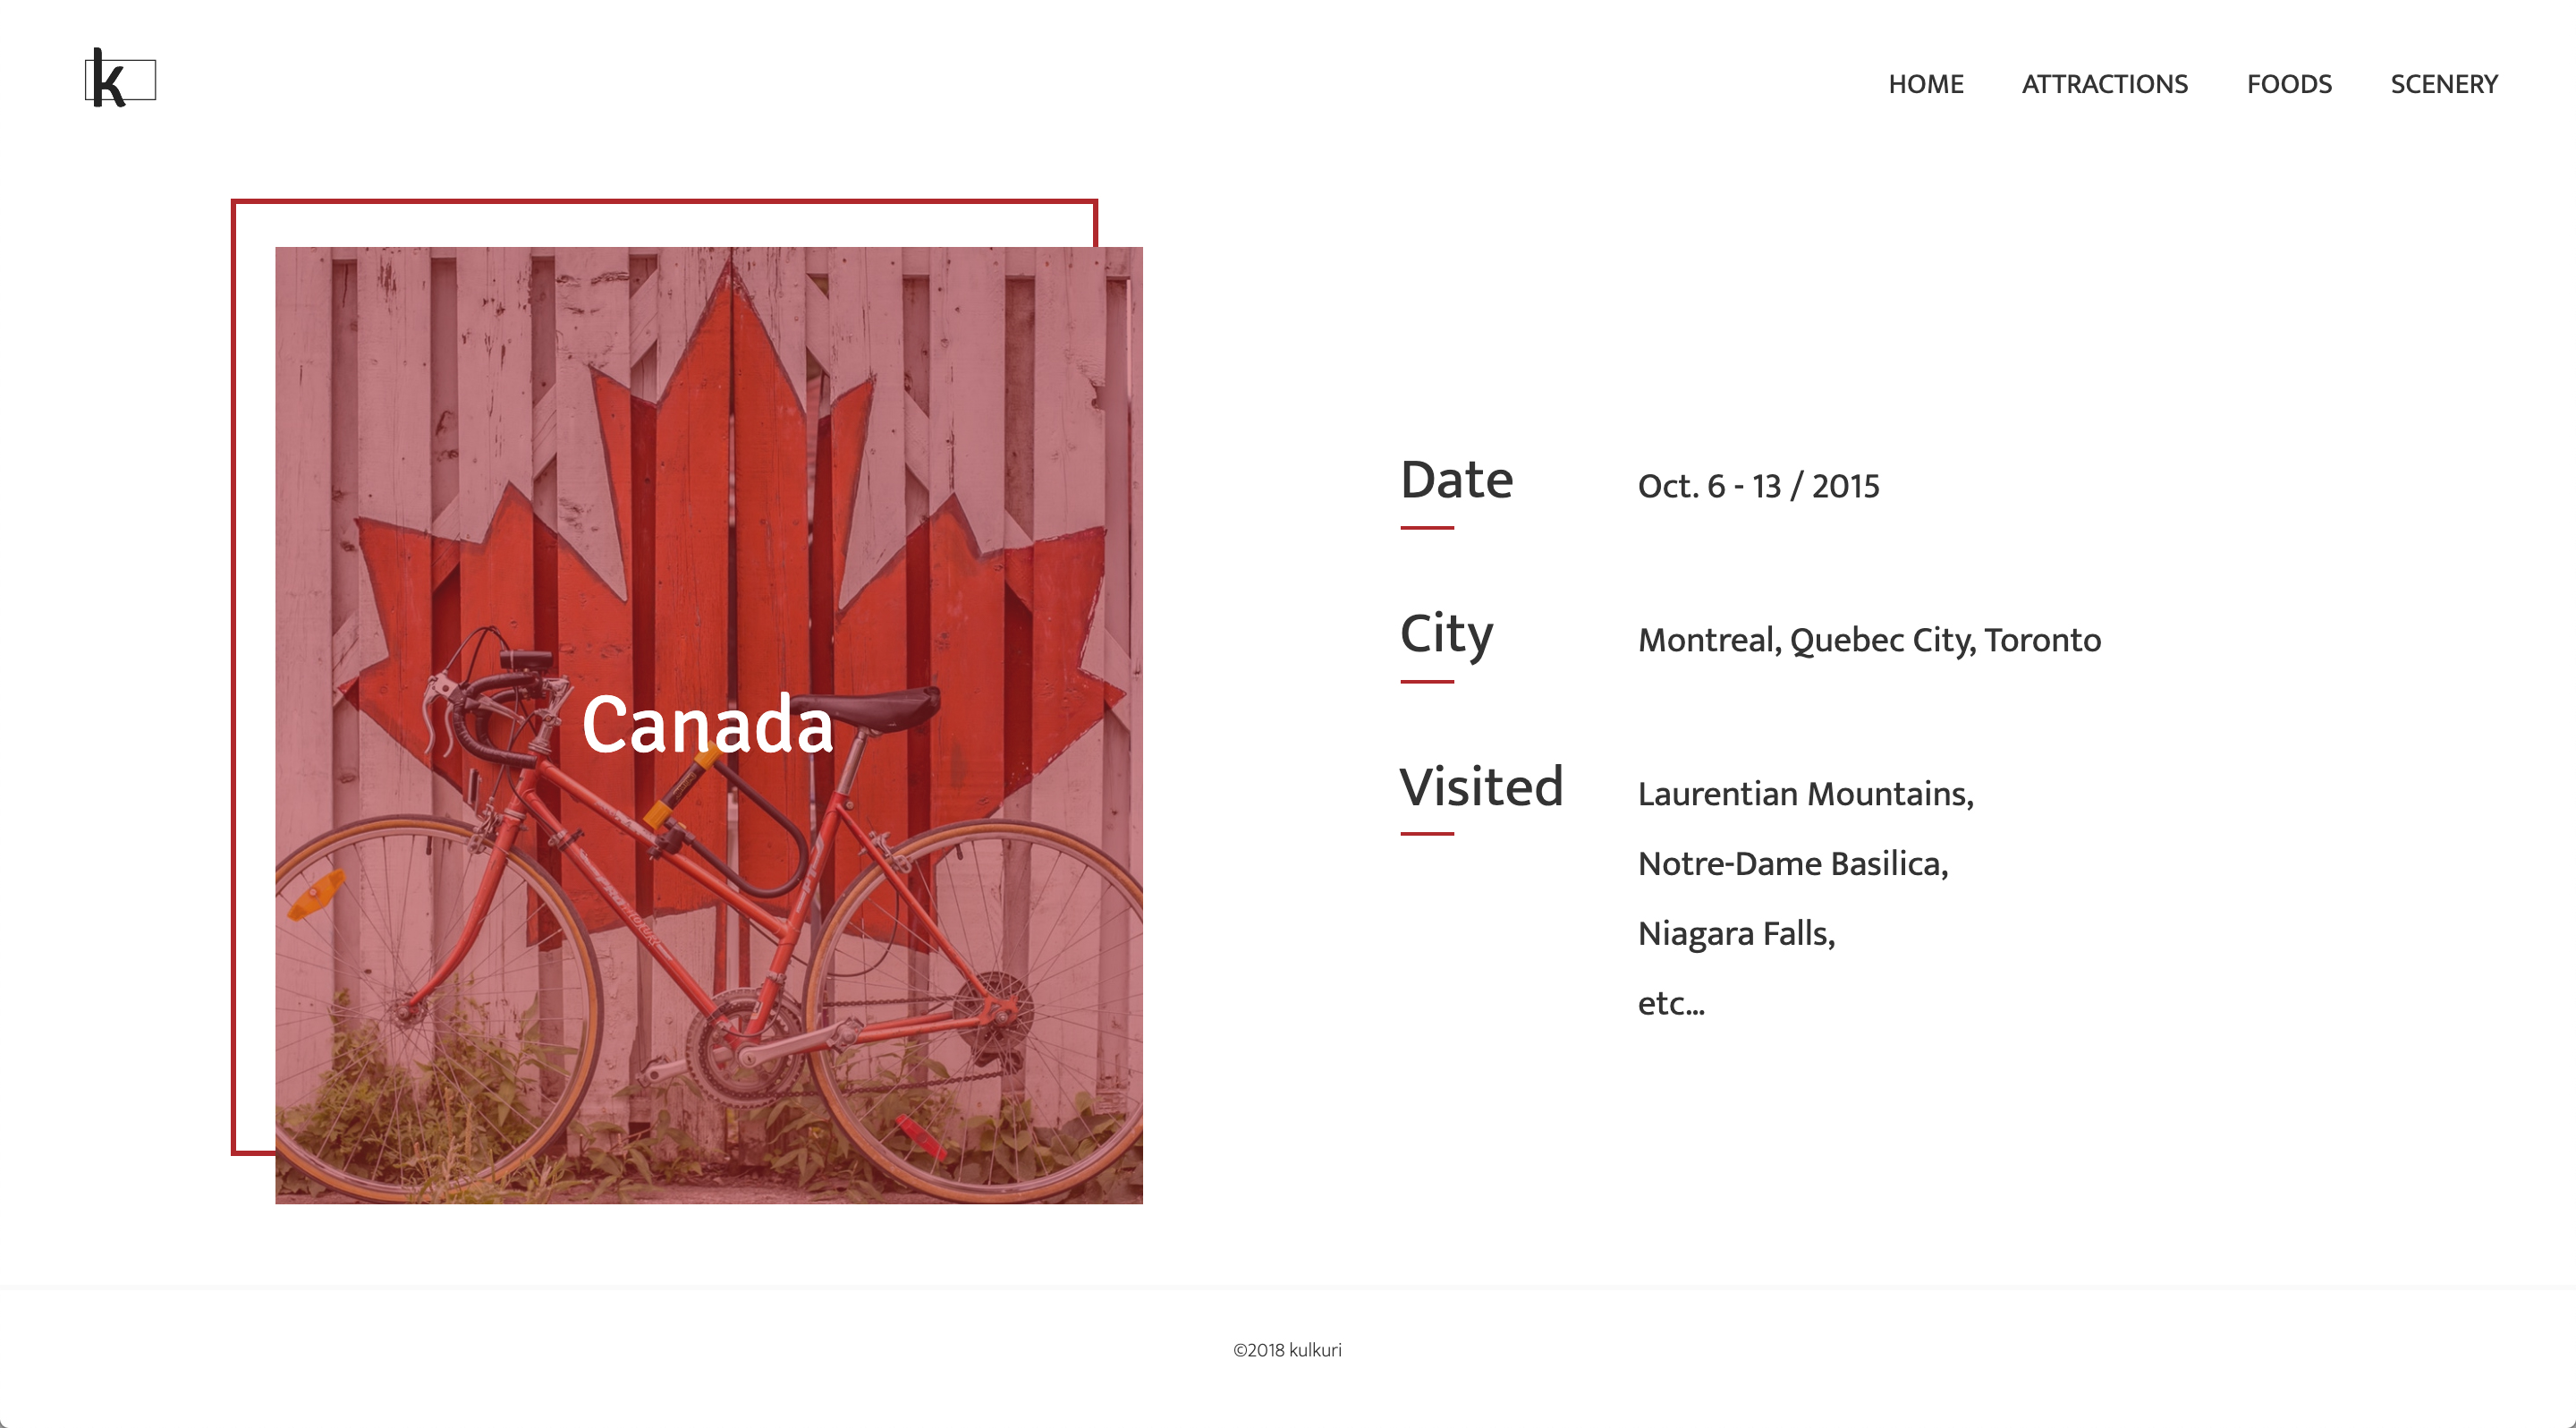 k
HOME ATTRACTIONS FOODS SCENERY
Canada
Date
Oct. 6 - 13 / 2015
City
Montreal, Quebec City, Toronto
Visited
Laurentian Mountains,
Notre-Dame Basilica,
Niagara Falls,
etc...
©2018 kulkuri